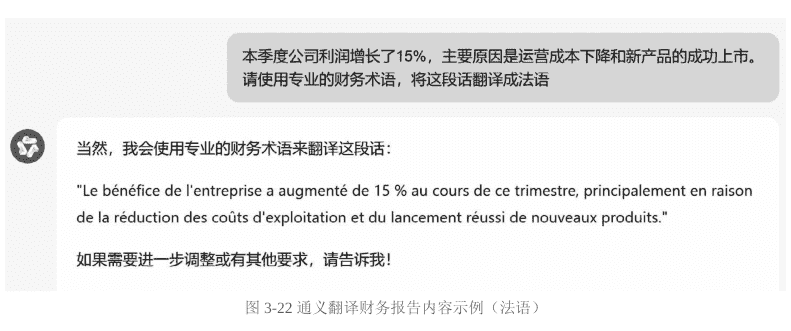 本季度公司利润增长了15%，主要原因是运营成本下降和新产品的成功上市。
请使用专业的财务术语，将这段话翻译成法语
当然，我会使用专业的财务术语来翻译这段话：
"Le bénéfice de l'entreprise a augmenté de 15 % au cours de ce trimestre, principalement en raison
de la réduction des coûts d'exploitation et du lancement réussi de nouveaux produits."
如果需要进一步调整或有其他要求，请告诉我！
图 3-22 通义翻译财务报告内容示例（法语）